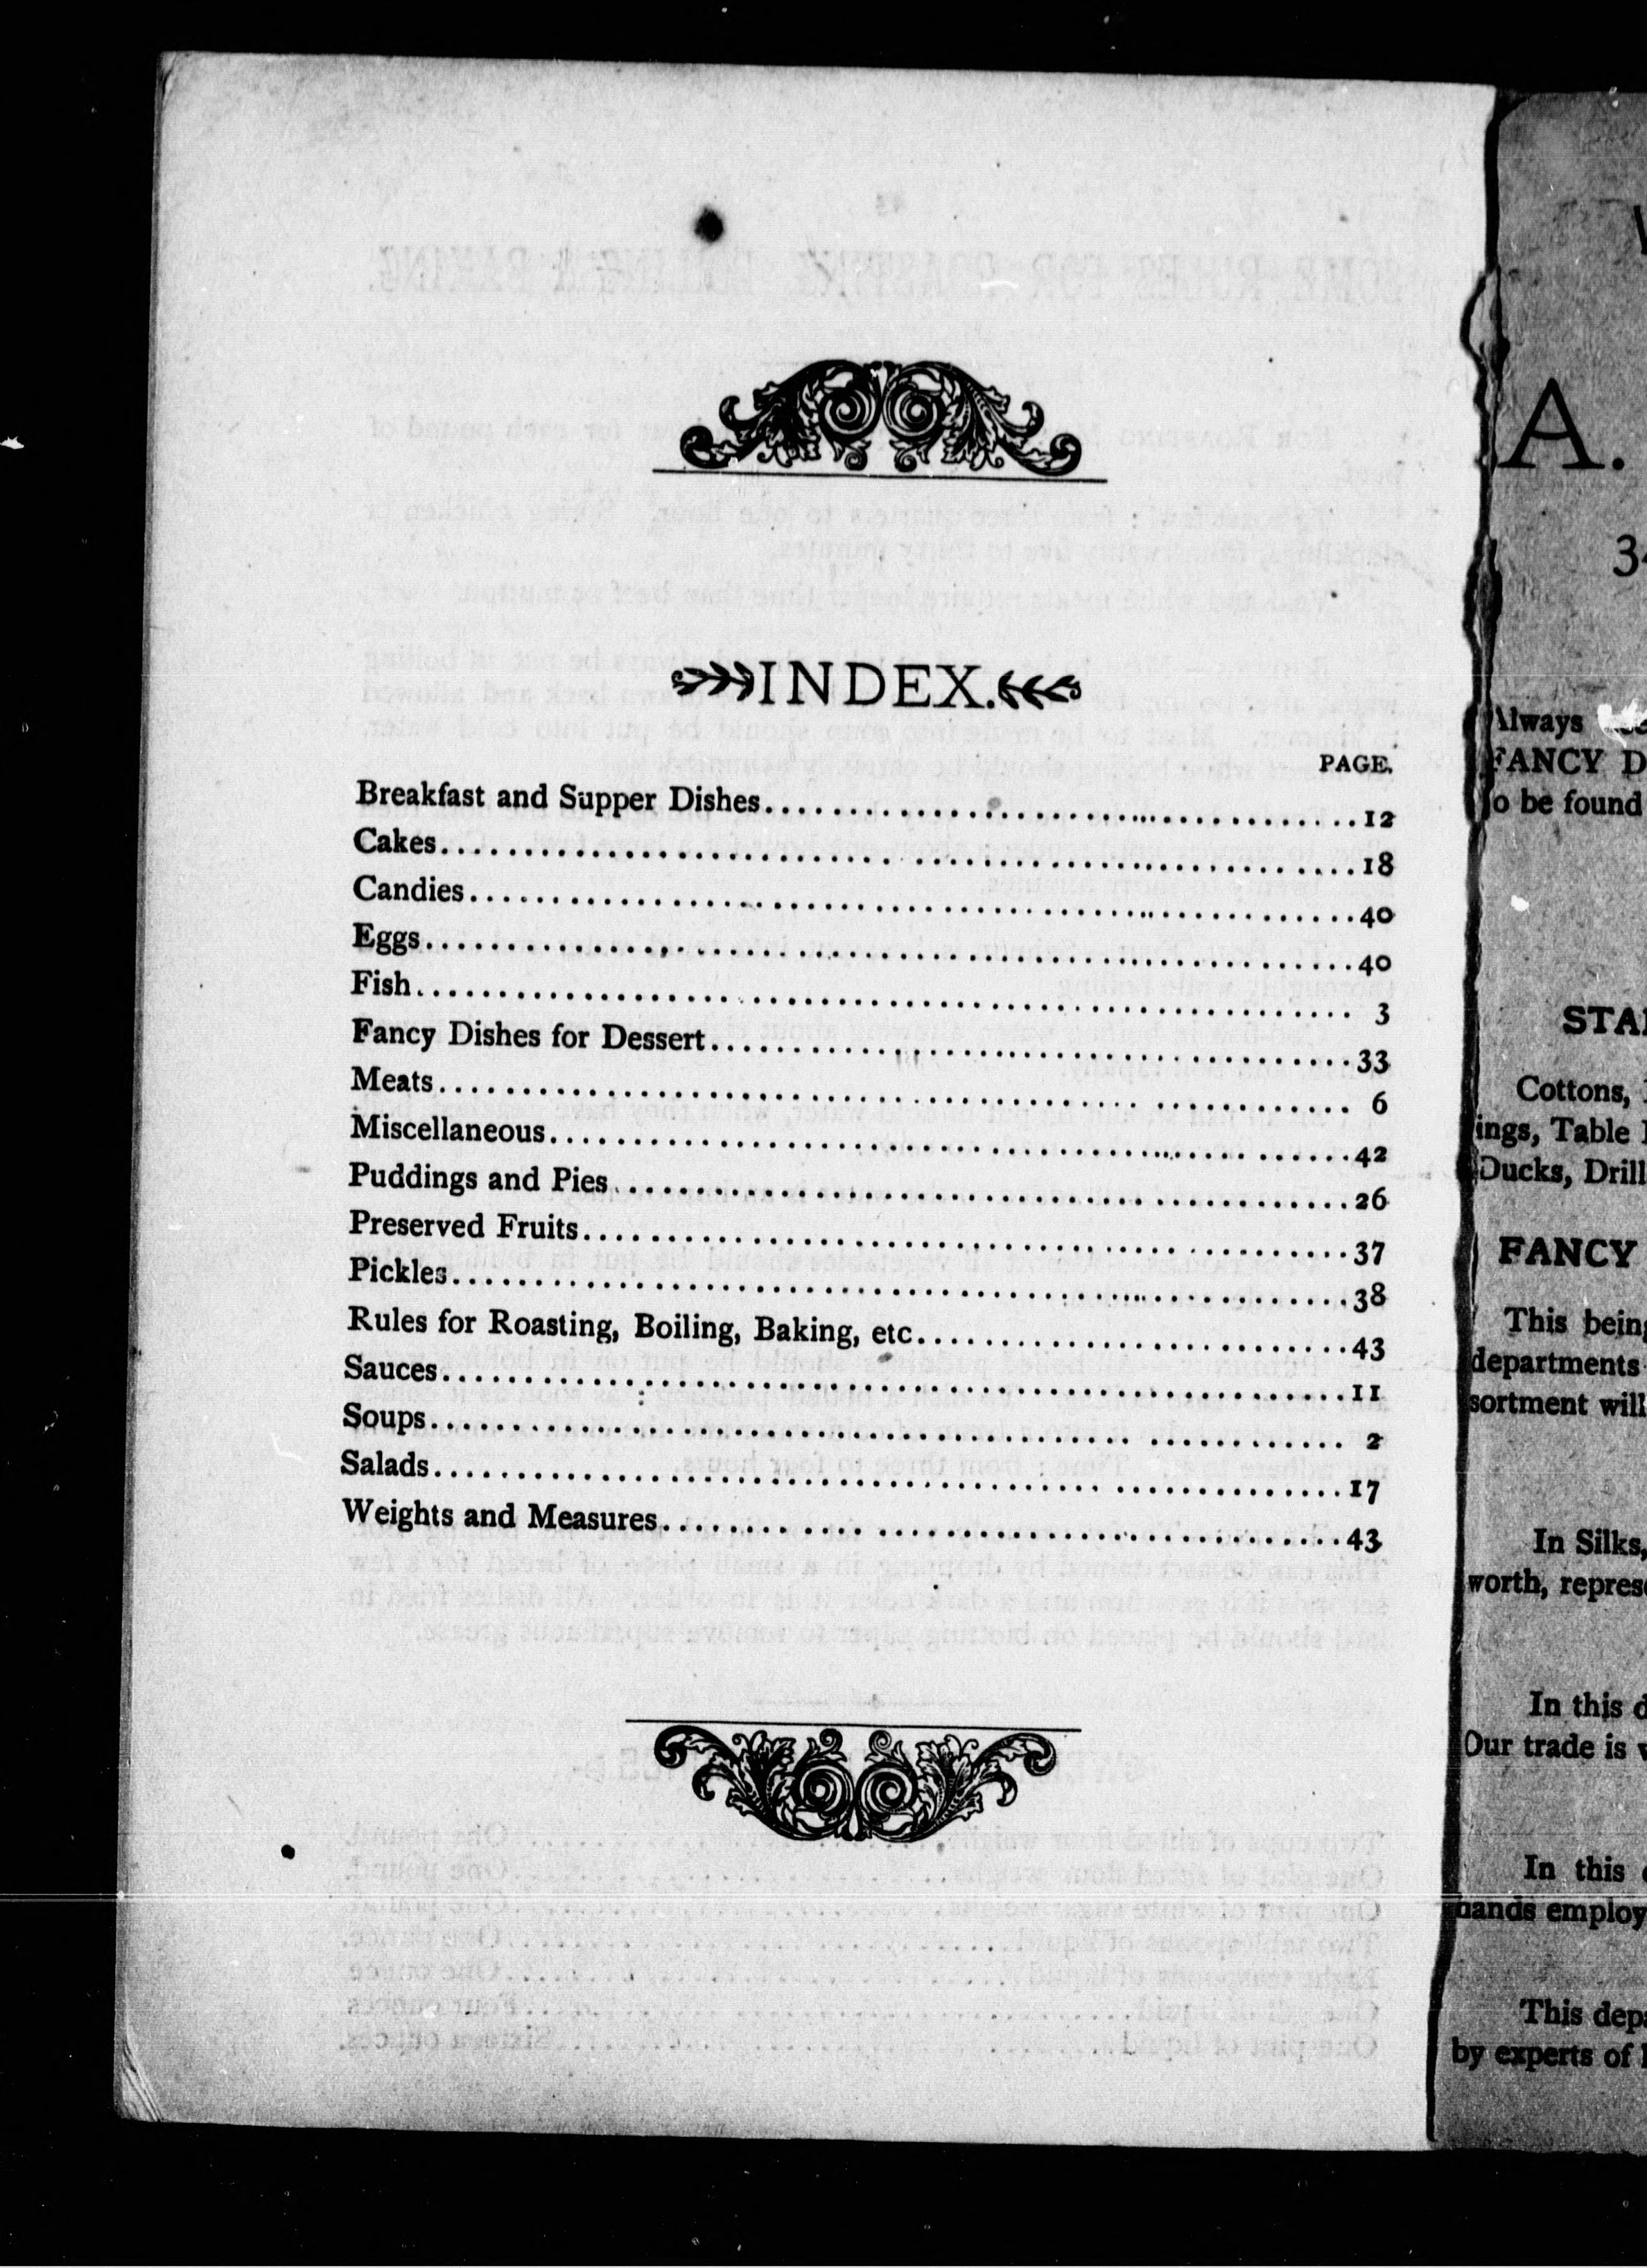 INDEX.
PAGE.
Breakfast and Supper Dishes........................................12
Cakes........................................18
Candies........................................40
Eggs........................................40
Fish........................................ 3
Fancy Dishes for Dessert........................................33
Meats........................................ 6
Miscellaneous........................................42
Puddings and Pies........................................26
Preserved Fruits........................................37
Pickles........................................38
Rules for Roasting, Boiling, Baking, etc........................................43
Sauces........................................11
Soups........................................ 2
Salads........................................17
Weights and Measures........................................43
A.
34
Always
FANCY D
o be found
STA
Cottons,
ings, Table
Ducks, Drill
FANCY
This being
departments
sortment will
In Silks,
worth, represe
In this d
Our trade is
In this
hands employ
This depa
by experts of